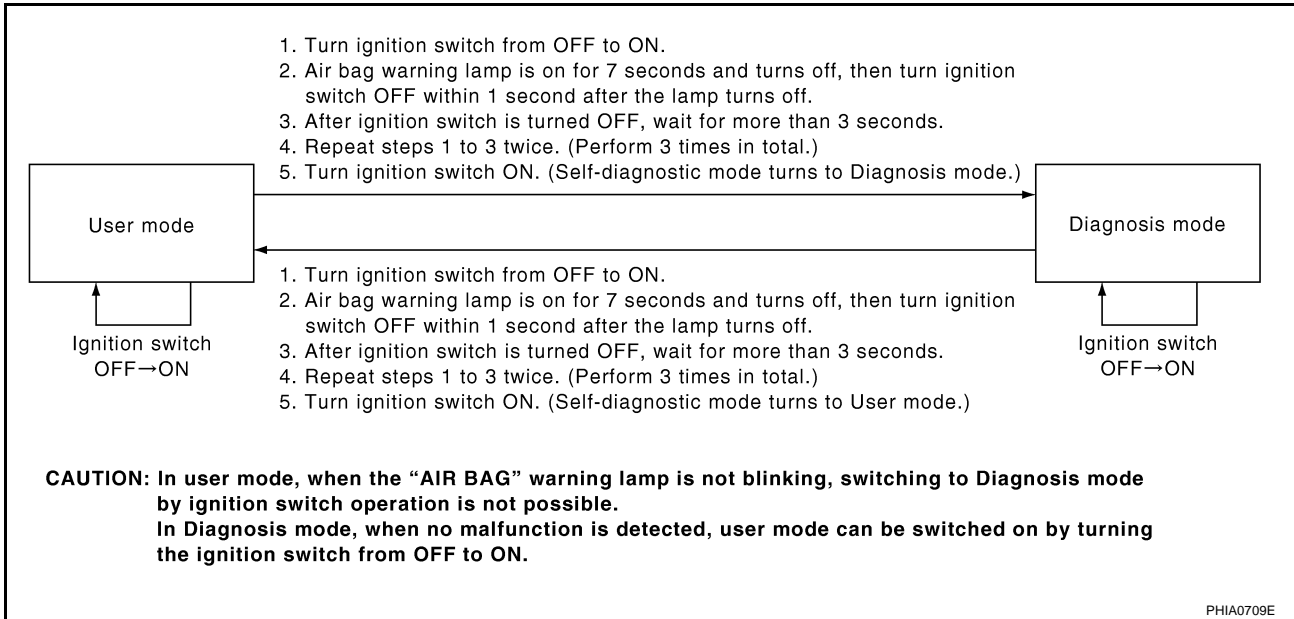 1. Turn ignition switch from OFF to ON.
2. Air bag warning lamp is on for 7 seconds and turns off, then turn ignition
switch OFF within 1 second after the lamp turns off.
3. After ignition switch is turned OFF, wait for more than 3 seconds.
4. Repeat steps 1 to 3 twice. (Perform 3 times in total.)
5. Turn ignition switch ON. (Self-diagnostic mode turns to Diagnosis mode.)
User mode
Diagnosis mode
1. Turn ignition switch from OFF to ON.
2. Air bag warning lamp is on for 7 seconds and turns off, then turn ignition
switch OFF within 1 second after the lamp turns off.
3. After ignition switch is turned OFF, wait for more than 3 seconds.
4. Repeat steps 1 to 3 twice. (Perform 3 times in total.)
5. Turn ignition switch ON. (Self-diagnostic mode turns to User mode.)
Ignition switch
OFF→ON
Ignition switch
OFF→ON
CAUTION: In user mode, when the “AIR BAG” warning lamp is not blinking, switching to Diagnosis mode
by ignition switch operation is not possible.
In Diagnosis mode, when no malfunction is detected, user mode can be switched on by turning
the ignition switch from OFF to ON.
PHIA0709E